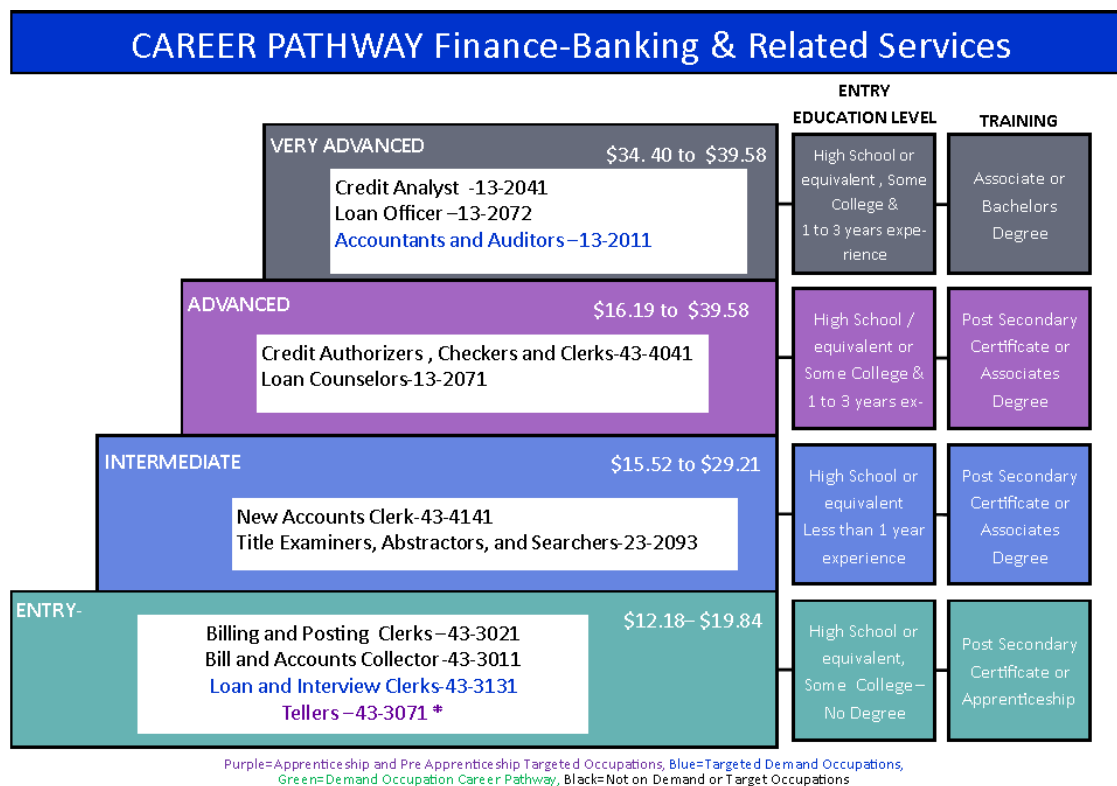 CAREER PATHWAY Finance-Banking & Related Services
ENTRY
EDUCATION LEVEL
TRAINING
VERY ADVANCED
$34. 40 to $39.58
Credit Analyst -13-2041
Loan Officer –13-2072
Accountants and Auditors –13-2011
High School or
equivalent , Some
College &
1 to 3 years expe-
rience
Associate or
Bachelors
Degree
ADVANCED
$16.19 to $39.58
Credit Authorizers , Checkers and Clerks-43-4041
Loan Counselors-13-2071
High School /
equivalent or
Some College &
1 to 3 years ex-
Post Secondary
Certificate or
Associates
Degree
INTERMEDIATE
$15.52 to $29.21
New Accounts Clerk-43-4141
Title Examiners, Abstractors, and Searchers-23-2093
High School or
equivalent
Less than 1 year
experience
Post Secondary
Certificate or
Associates
Degree
ENTRY-
$12.18– $19.84
Billing and Posting Clerks –43-3021
Bill and Accounts Collector-43-3011
Loan and Interview Clerks-43-3131
Tellers –43-3071 *
High School or
equivalent,
Some College–
No Degree
Post Secondary
Certificate or
Apprenticeship
Purple=Apprenticeship and Pre Apprenticeship Targeted Occupations, Blue=Targeted Demand Occupations,
Green=Demand Occupation Career Pathway, Black=Not on Demand or Target Occupations